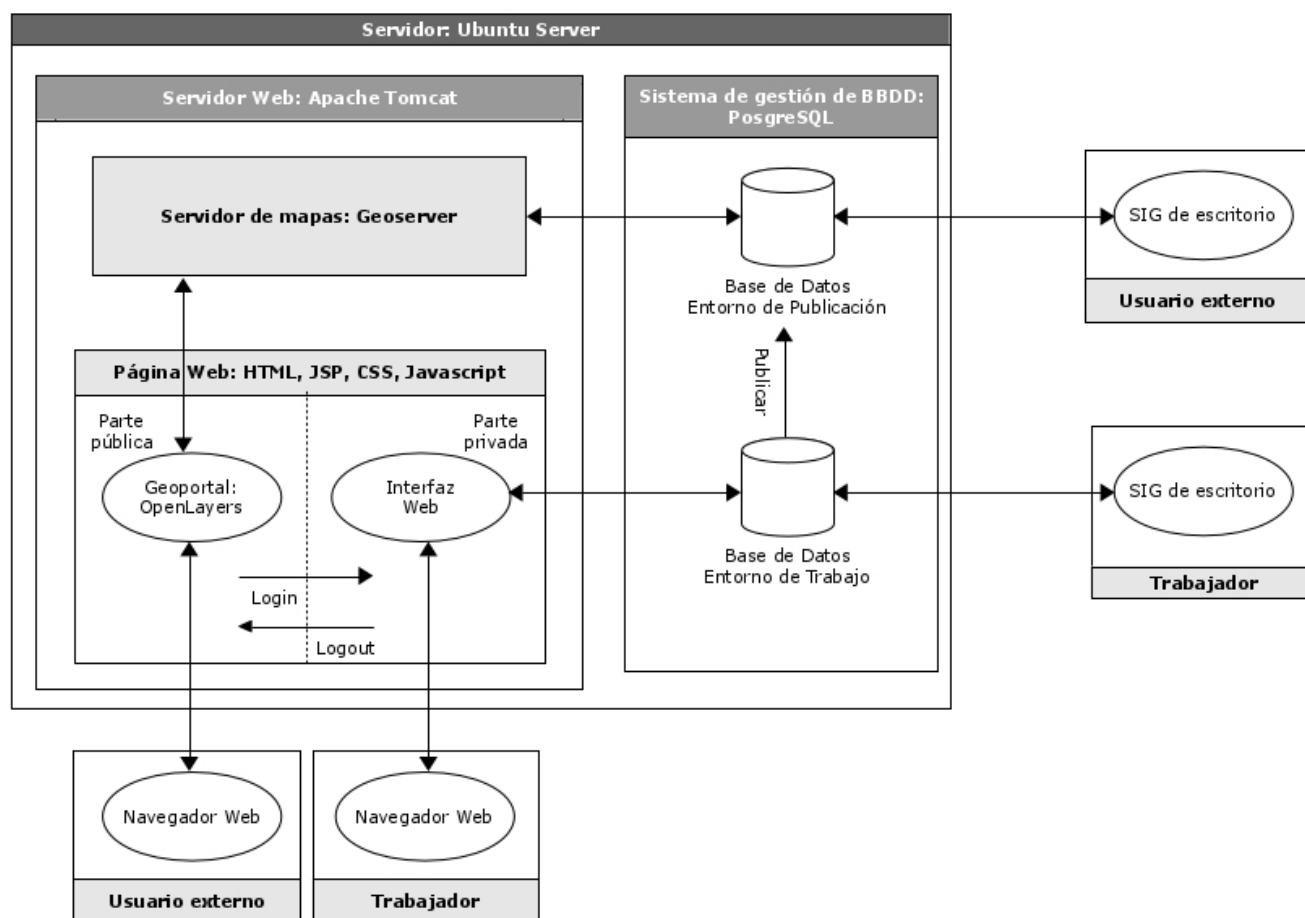 Servidor: Ubuntu Server
Servidor Web: Apache Tomcat
Sistema de gestión de BBDD:
PosgreSQL
Servidor de mapas: Geoserver
Base de Datos
Entorno de Publicación
SIG de escritorio
Usuario externo
Publicar
Página Web: HTML, JSP, CSS, Javascript
Parte
pública
Parte
privada
Geoportal:
OpenLayers
Interfaz
Web
Login
Logout
Base de Datos
Entorno de Trabajo
SIG de escritorio
Trabajador
Navegador Web
Usuario externo
Navegador Web
Trabajador